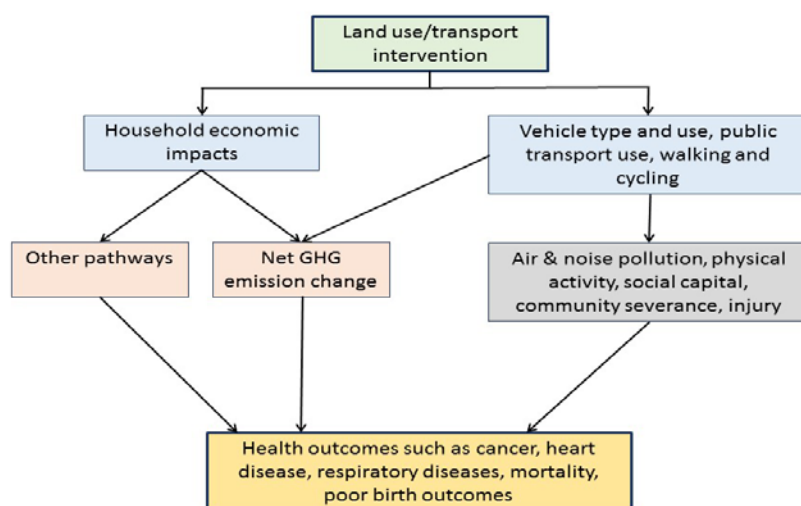 Land use/transport
intervention
Household economic
impacts
Vehicle type and use, public
transport use, walking and
cycling
Other pathways
Net GHG
emission change
Air & noise pollution, physical
activity, social capital,
community severance, injury
Health outcomes such as cancer, heart
disease, respiratory diseases, mortality,
poor birth outcomes